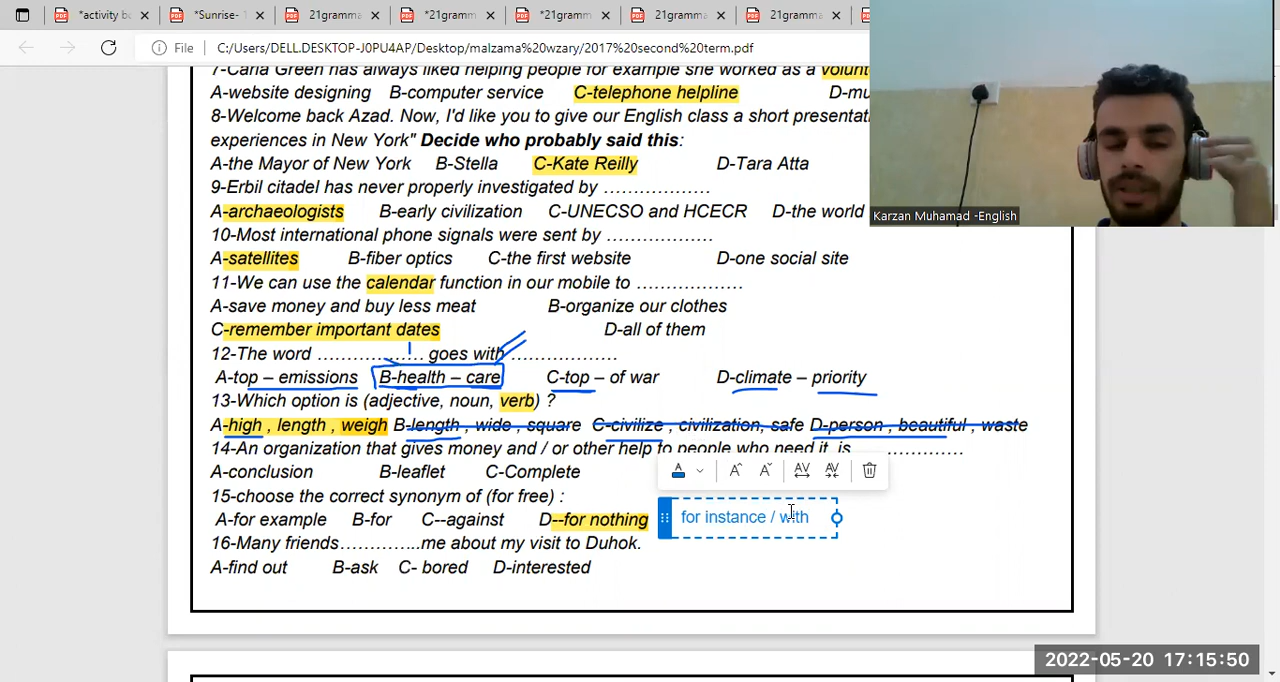 *activity bo
*Sunrise- 1
21gramma
*21gramm
*21gramm
21gramma
21gramma
File C:/Users/DELL.DESKTOP-J0PU4AP/Desktop/malzama%20wzary/2017%20second%20term.pdf
7-Carla Green has always liked helping people for example she worked as a volunt
A-website designing B-computer service C-telephone helpline D-mu
8-Welcome back Azad. Now, I'd like you to give our English class a short presentat
experiences in New York" Decide who probably said this:
A-the Mayor of New York B-Stella C-Kate Reilly D-Tara Atta
9-Erbil citadel has never properly investigated by ………………
A-archaeologists B-early civilization C-UNECSO and HCECR D-the world
10-Most international phone signals were sent by ………………
A-satellites B-fiber optics C-the first website D-one social site
11-We can use the calendar function in our mobile to ………………
A-save money and buy less meat B-organize our clothes
C-remember important dates D-all of them
12-The word ……………… goes with ………………
A-top – emissions B-health – care C-top – of war D-climate – priority
13-Which option is (adjective, noun, verb) ?
A-high , length , weigh B-length , wide , square C-civilize , civilization, safe D-person , beautiful , waste
14-An organization that gives money and / or other help to people who need it is ……………
A-conclusion B-leaflet C-Complete
15-choose the correct synonym of (for free) :
A-for example B-for C--against D--for nothing for instance / with
16-Many friends…………..me about my visit to Duhok.
A-find out B-ask C- bored D-interested
Karzan Muhamad -English
2022-05-20 17:15:50